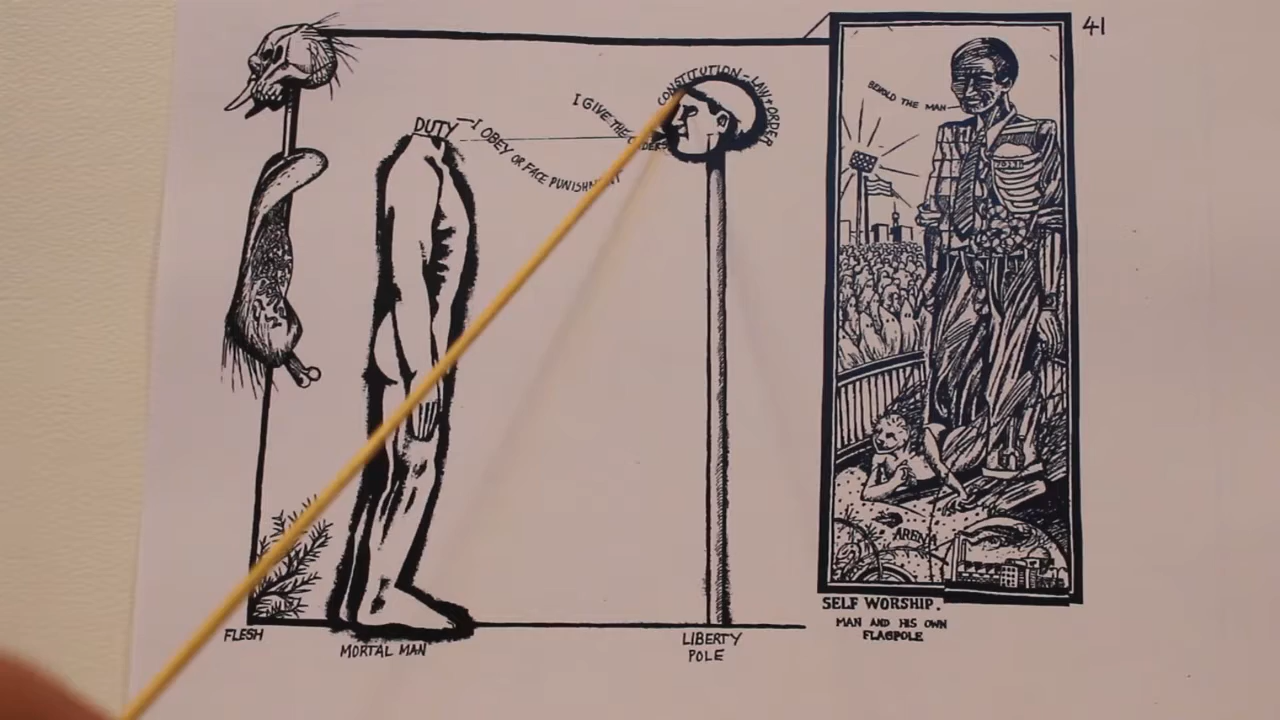 41
CONSTITUTION - LAW & ORDER
I GIVE THE ORDERS
DUTY - I OBEY OR FACE PUNISHMENT
BEHOLD THE MAN
ARENA
SELF WORSHIP.
MAN AND HIS OWN
FLAGPOLE
FLESH
MORTAL MAN
LIBERTY
POLE